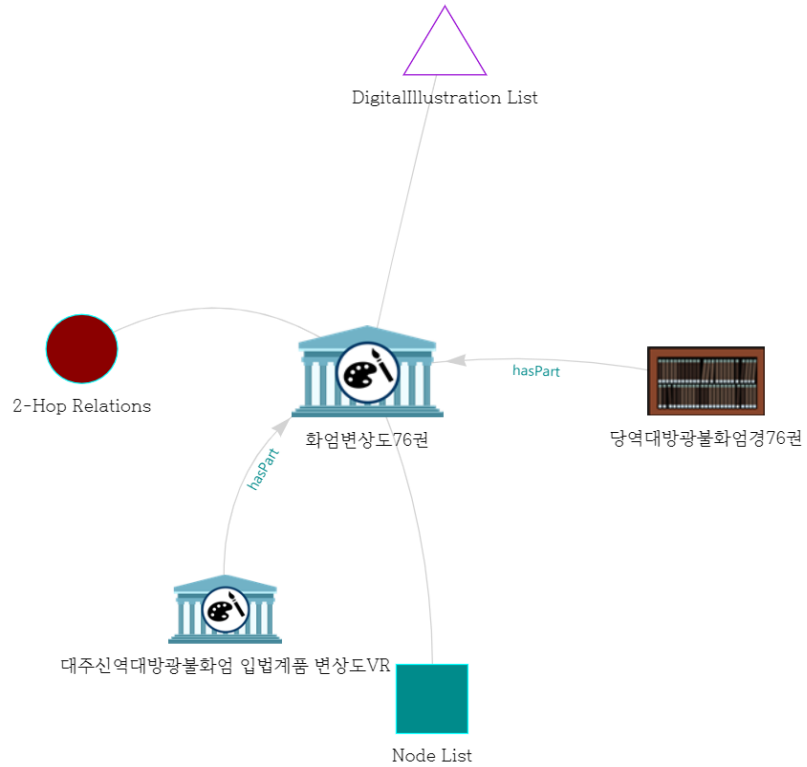 DigitalIllustration List
2-Hop Relations
hasPart
화엄변상도76권
당역대방광불화엄경76권
hasPart
대주신역대방광불화엄 입법계품 변상도VR
Node List